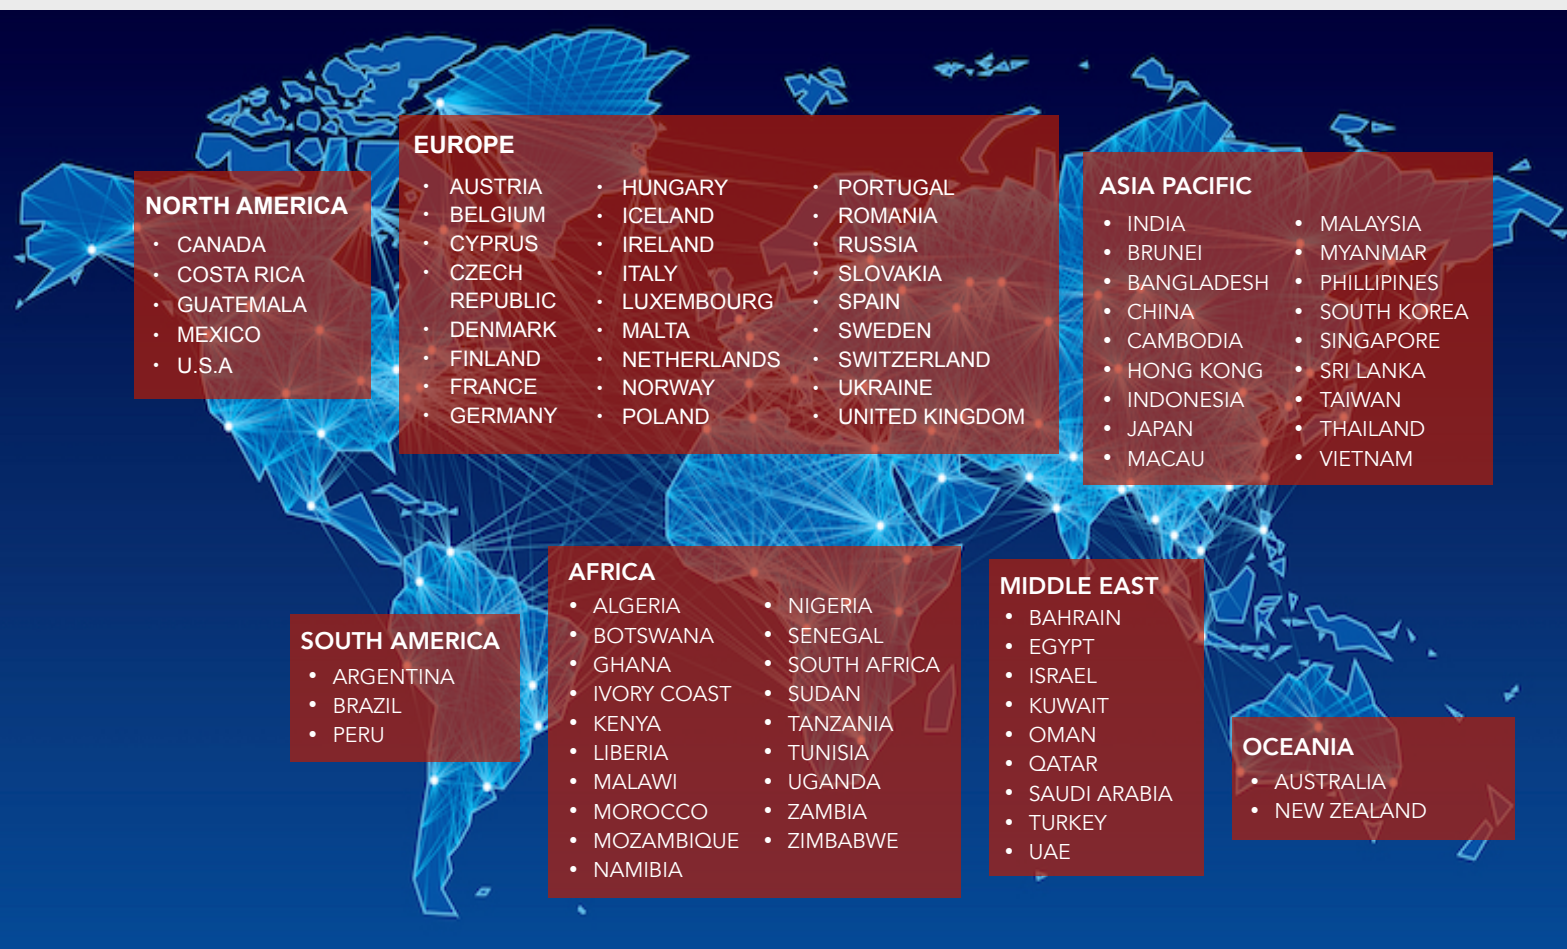 EUROPE
• AUSTRIA
• BELGIUM
• CYPRUS
• CZECH
REPUBLIC
• DENMARK
• FINLAND
• FRANCE
• GERMANY
• HUNGARY
• ICELAND
• IRELAND
• ITALY
• LUXEMBOURG
• MALTA
• NETHERLANDS
• NORWAY
• POLAND
• PORTUGAL
• ROMANIA
• RUSSIA
• SLOVAKIA
• SPAIN
• SWEDEN
• SWITZERLAND
• UKRAINE
• UNITED KINGDOM
NORTH AMERICA
• CANADA
• COSTA RICA
• GUATEMALA
• MEXICO
• U.S.A
ASIA PACIFIC
• INDIA
• BRUNEI
• BANGLADESH
• CHINA
• CAMBODIA
• HONG KONG
• INDONESIA
• JAPAN
• MACAU
• MALAYSIA
• MYANMAR
• PHILLIPINES
• SOUTH KOREA
• SINGAPORE
• SRI LANKA
• TAIWAN
• THAILAND
• VIETNAM
AFRICA
• ALGERIA
• BOTSWANA
• GHANA
• IVORY COAST
• KENYA
• LIBERIA
• MALAWI
• MOROCCO
• MOZAMBIQUE
• NAMIBIA
• NIGERIA
• SENEGAL
• SOUTH AFRICA
• SUDAN
• TANZANIA
• TUNISIA
• UGANDA
• ZAMBIA
• ZIMBABWE
MIDDLE EAST
• BAHRAIN
• EGYPT
• ISRAEL
• KUWAIT
• OMAN
• QATAR
• SAUDI ARABIA
• TURKEY
• UAE
SOUTH AMERICA
• ARGENTINA
• BRAZIL
• PERU
OCEANIA
• AUSTRALIA
• NEW ZEALAND